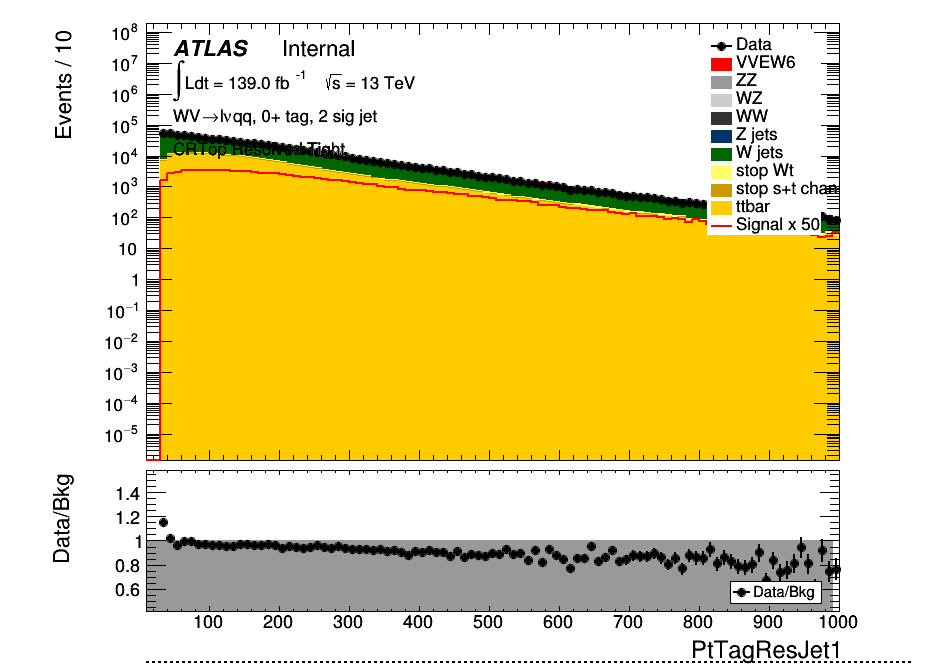 Events / 10
10⁸
10⁷
10⁶
10⁵
10⁴
10³
10²
10
1
10⁻¹
10⁻²
10⁻³
10⁻⁴
10⁻⁵
ATLAS Internal
∫Ldt = 139.0 fb⁻¹ √s = 13 TeV
WV→lνqq, 0+ tag, 2 sig jet
CRTop Resolved Tight
Data
VVEW6
ZZ
WZ
WW
Z jets
W jets
stop Wt
stop s+t chan
ttbar
Signal x 50
Data/Bkg
1.4
1.2
1
0.8
0.6
Data/Bkg
100 200 300 400 500 600 700 800 900 1000
PtTagResJet1